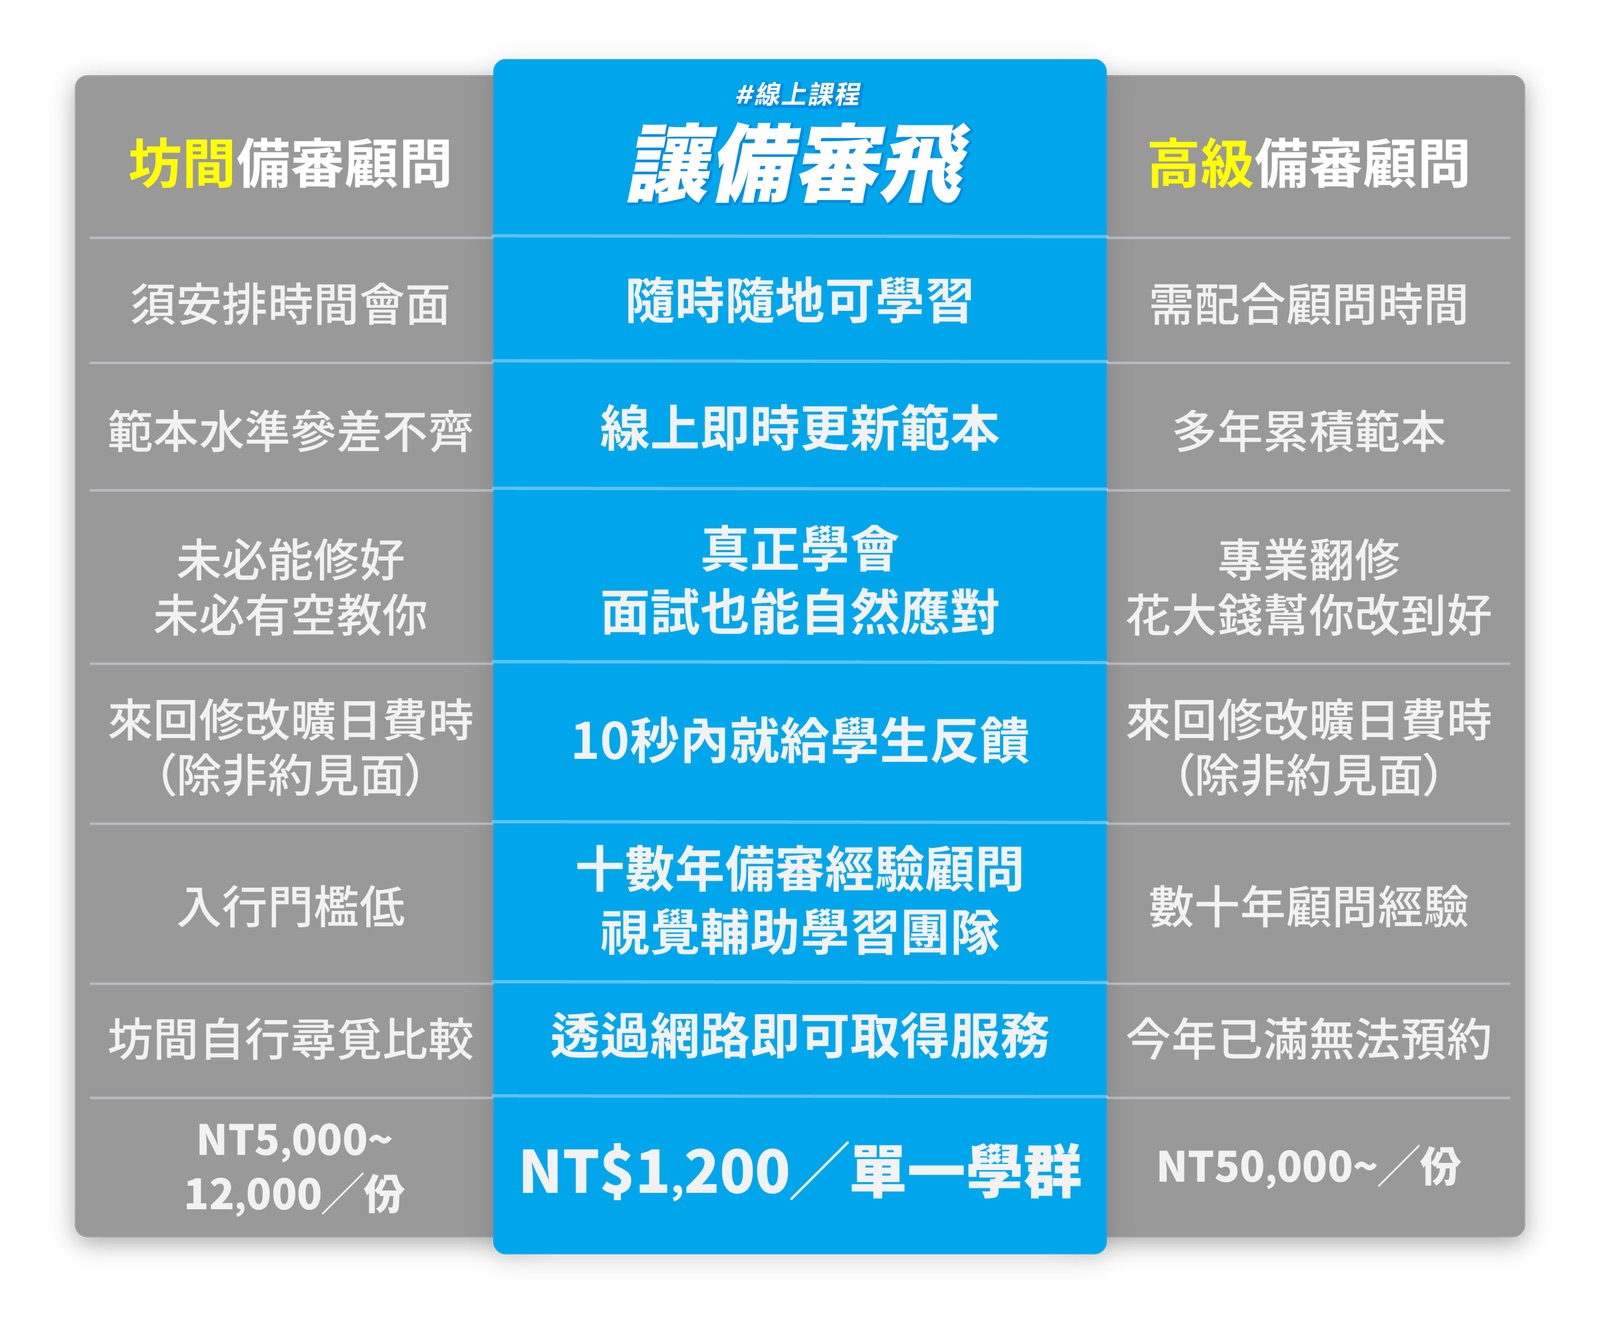 坊間備審顧問
#線上課程
讓備審飛
高級備審顧問
須安排時間會面
隨時隨地可學習
需配合顧問時間
範本水準參差不齊
線上即時更新範本
多年累積範本
未必能修好
未必有空教你
真正學會
面試也能自然應對
專業翻修
花大錢幫你改到好
來回修改曠日費時
（除非約見面）
10秒內就給學生反饋
來回修改曠日費時
（除非約見面）
入行門檻低
十數年備審經驗顧問
視覺輔助學習團隊
數十年顧問經驗
坊間自行尋覓比較
透過網路即可取得服務
今年已滿無法預約
NT5,000~
12,000／份
NT$1,200／單一學群
NT50,000~／份